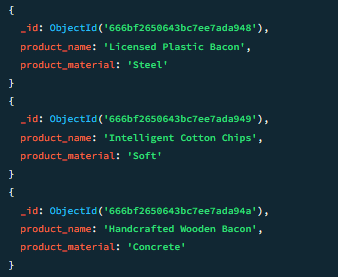 {
_id: ObjectId('666bf2650643bc7ee7ada948'),
product_name: 'Licensed Plastic Bacon',
product_material: 'Steel'
}
{
_id: ObjectId('666bf2650643bc7ee7ada949'),
product_name: 'Intelligent Cotton Chips',
product_material: 'Soft'
}
{
_id: ObjectId('666bf2650643bc7ee7ada94a'),
product_name: 'Handcrafted Wooden Bacon',
product_material: 'Concrete'
}